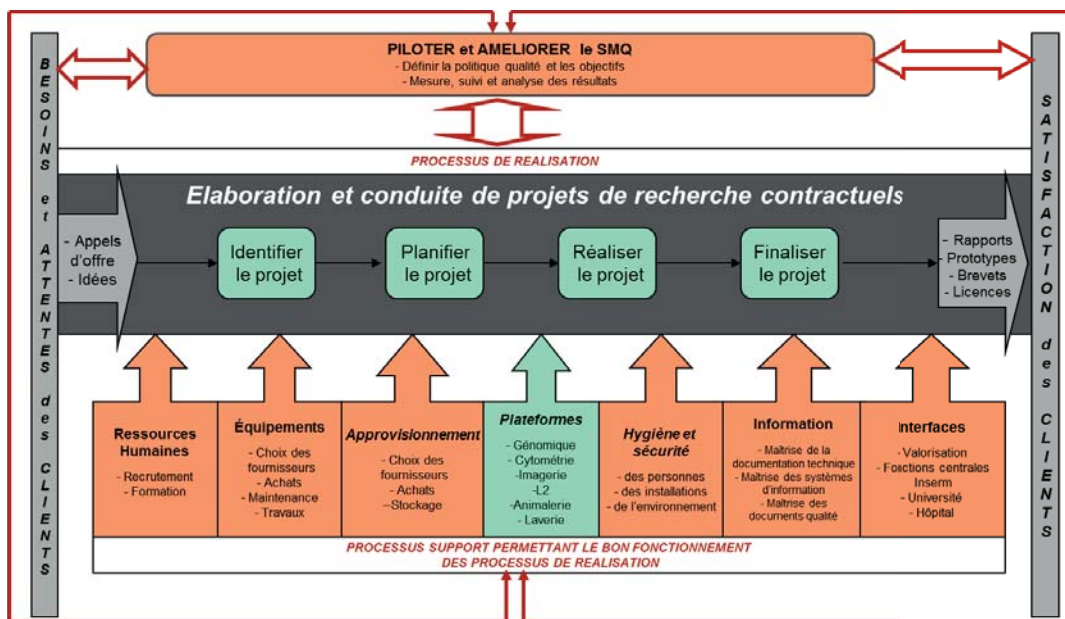 PILOTER et AMELIORER le SMQ
- Définir la politique qualité et les objectifs
- Mesure, suivi et analyse des résultats
BESOINS et ATTENTES des CLIENTS
SATISFACTION des CLIENTS
PROCESSUS DE REALISATION
Elaboration et conduite de projets de recherche contractuels
- Appels
d'offre
- Idées
Identifier
le projet
Planifier
le projet
Réaliser
le projet
Finaliser
le projet
- Rapports
- Prototypes
- Brevets
- Licences
Ressources
Humaines
- Recrutement
- Formation
Équipements
- Choix des
fournisseurs
- Achats
- Maintenance
- Travaux
Approvisionnement
- Choix des
fournisseurs
- Achats
–Stockage
Plateformes
- Génomique
- Cytométrie
- Imagerie
-L2
-Animalerie
- Laverie
Hygiène et
sécurité
- des personnes
- des installations
- de l'environnement
Information
- Maîtrise de la
documentation technique
- Maîtrise des systèmes
d'information
- Maîtrise des
documents qualité
Interfaces
- Valorisation
- Fonctions centrales
Inserm
- Université
- Hôpital
PROCESSUS SUPPORT PERMETTANT LE BON FONCTIONNEMENT
DES PROCESSUS DE REALISATION